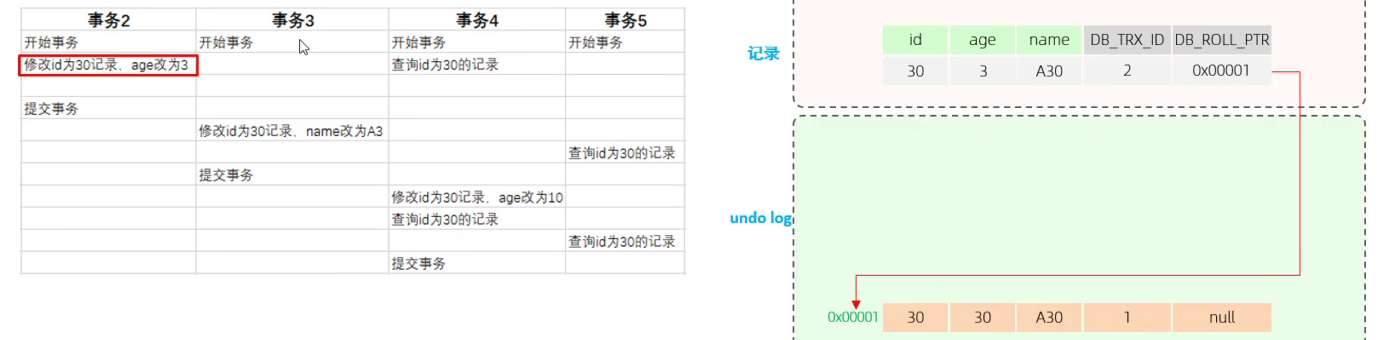 事务2 事务3 事务4 事务5
开始事务 开始事务 开始事务 开始事务
修改id为30记录、age改为3 查询id为30的记录
提交事务
修改id为30记录、name改为A3
查询id为30的记录
提交事务
修改id为30记录、age改为10
查询id为30的记录
查询id为30的记录
提交事务
记录
id age name DB_TRX_ID DB_ROLL_PTR
30 3 A30 2 0x00001
undo log
0x00001 30 30 A30 1 null